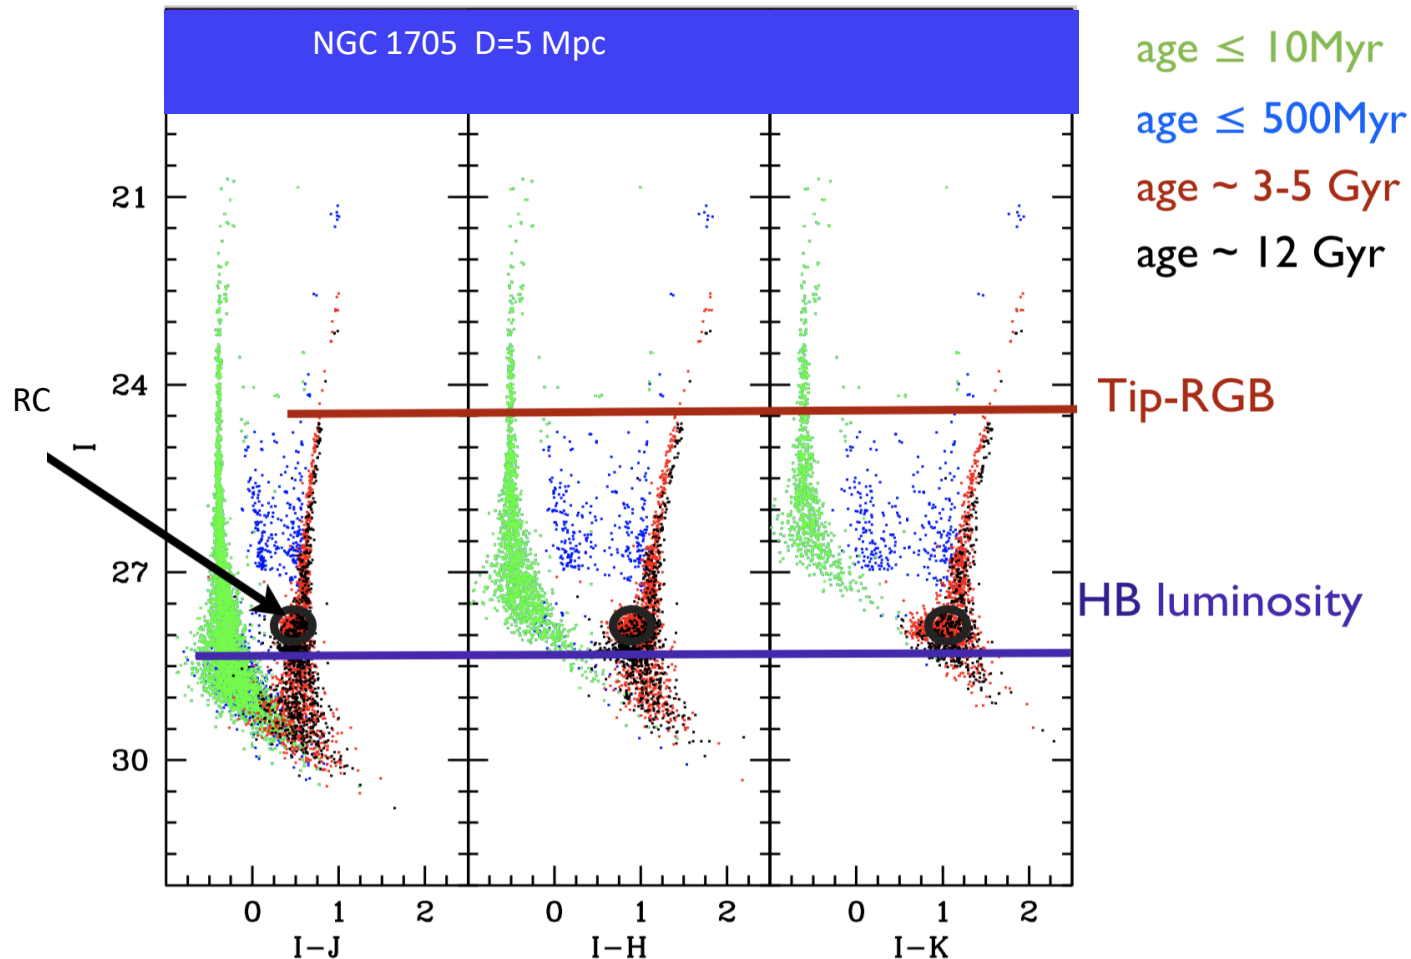 NGC 1705 D=5 Mpc
age ≤ 10Myr
age ≤ 500Myr
age ~ 3-5 Gyr
age ~ 12 Gyr
21
24
Tip-RGB
RC
I
27
HB luminosity
30
0 1 2 0 1 2 0 1 2
I-J I-H I-K